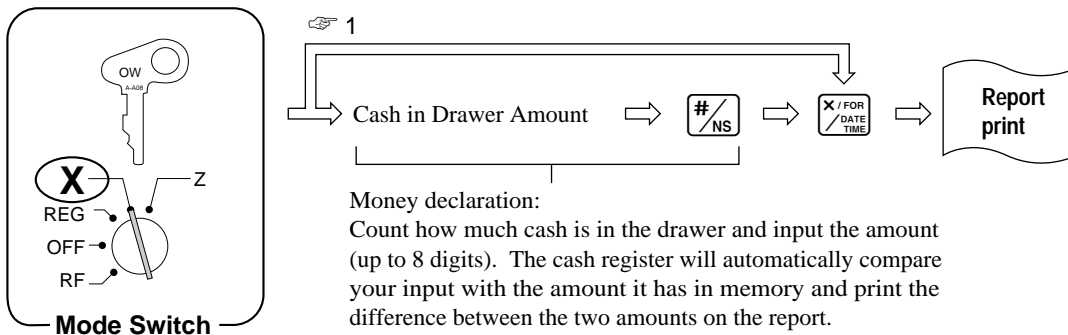 ☞ 1
OW
A-A08
X
Z
REG
OFF
RF
Mode Switch
Cash in Drawer Amount
#/NS
X / FOR
/ DATE
TIME
Report
print
Money declaration:
Count how much cash is in the drawer and input the amount
(up to 8 digits). The cash register will automatically compare
your input with the amount it has in memory and print the
difference between the two amounts on the report.